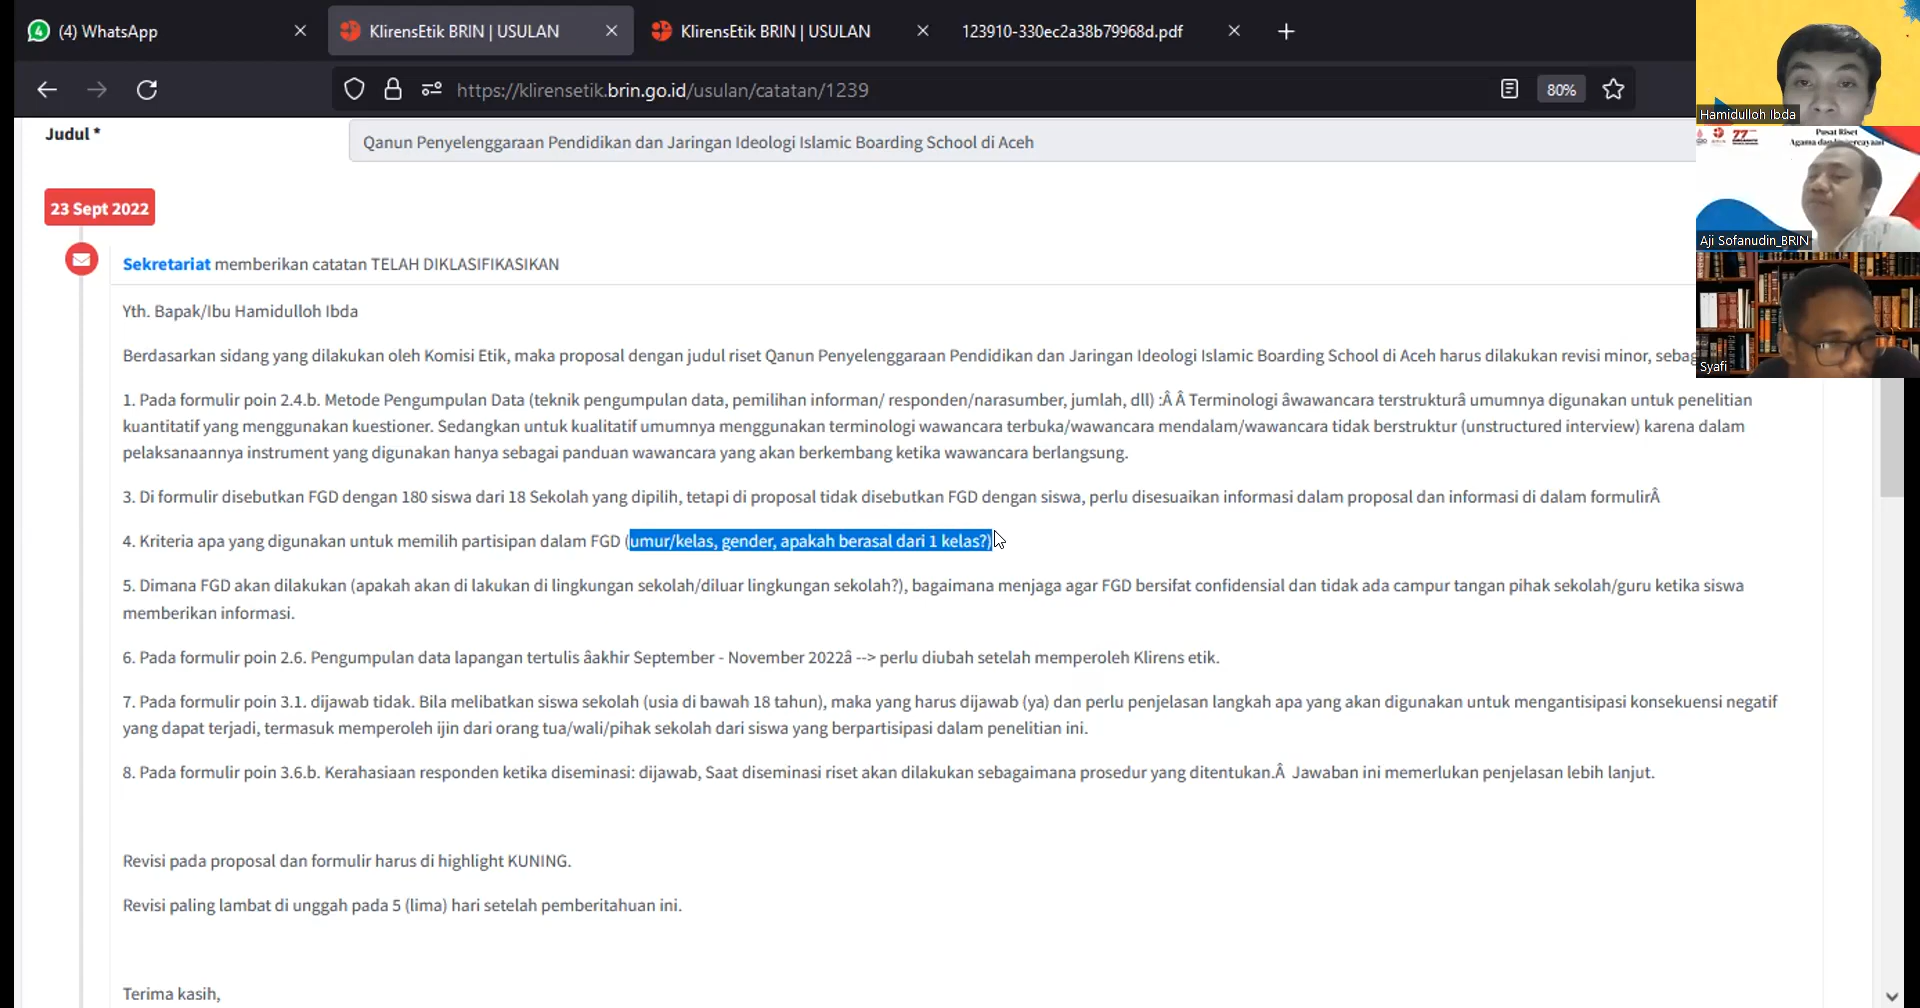 (4) WhatsApp
KlirensEtik BRIN | USULAN
KlirensEtik BRIN | USULAN
123910-330ec2a38b79968d.pdf
https://klirensetik.brin.go.id/usulan/catatan/1239
80%
Judul *
Qanun Penyelenggaraan Pendidikan dan Jaringan Ideologi Islamic Boarding School di Aceh
23 Sept 2022
Sekretariat memberikan catatan TELAH DIKLASIFIKASIKAN
Yth. Bapak/Ibu Hamidulloh Ibda
Berdasarkan sidang yang dilakukan oleh Komisi Etik, maka proposal dengan judul riset Qanun Penyelenggaraan Pendidikan dan Jaringan Ideologi Islamic Boarding School di Aceh harus dilakukan revisi minor,
1. Pada formulir poin 2.4.b. Metode Pengumpulan Data (teknik pengumpulan data, pemilihan informan/ responden/narasumber, jumlah, dll) :Â Â Terminologi âwawancara terstrukturâ umumnya digunakan untuk penelitian
kuantitatif yang menggunakan kuestioner. Sedangkan untuk kualitatif umumnya menggunakan terminologi wawancara terbuka/wawancara mendalam/wawancara tidak berstruktur (unstructured interview) karena dalam
pelaksanaannya instrument yang digunakan hanya sebagai panduan wawancara yang akan berkembang ketika wawancara berlangsung.
3. Di formulir disebutkan FGD dengan 180 siswa dari 18 Sekolah yang dipilih, tetapi di proposal tidak disebutkan FGD dengan siswa, perlu disesuaikan informasi dalam proposal dan informasi di dalam formulirÂ
4. Kriteria apa yang digunakan untuk memilih partisipan dalam FGD (umur/kelas, gender, apakah berasal dari 1 kelas?)
5. Dimana FGD akan dilakukan (apakah akan di lakukan di lingkungan sekolah/diluar lingkungan sekolah?), bagaimana menjaga agar FGD bersifat confidensial dan tidak ada campur tangan pihak sekolah/guru ketika siswa
memberikan informasi.
6. Pada formulir poin 2.6. Pengumpulan data lapangan tertulis âakhir September - November 2022â --> perlu diubah setelah memperoleh Klirens etik.
7. Pada formulir poin 3.1. dijawab tidak. Bila melibatkan siswa sekolah (usia di bawah 18 tahun), maka yang harus dijawab (ya) dan perlu penjelasan langkah apa yang akan digunakan untuk mengantisipasi konsekuensi negatif
yang dapat terjadi, termasuk memperoleh ijin dari orang tua/wali/pihak sekolah dari siswa yang berpartisipasi dalam penelitian ini.
8. Pada formulir poin 3.6.b. Kerahasiaan responden ketika diseminasi: dijawab, Saat diseminasi riset akan dilakukan sebagaimana prosedur yang ditentukan.Â Jawaban ini memerlukan penjelasan lebih lanjut.
Revisi pada proposal dan formulir harus di highlight KUNING.
Revisi paling lambat di unggah pada 5 (lima) hari setelah pemberitahuan ini.
Terima kasih,
Hamidulloh Ibda
77
Pusat Riset
Aji Sofanudin_BRIN
Syafi